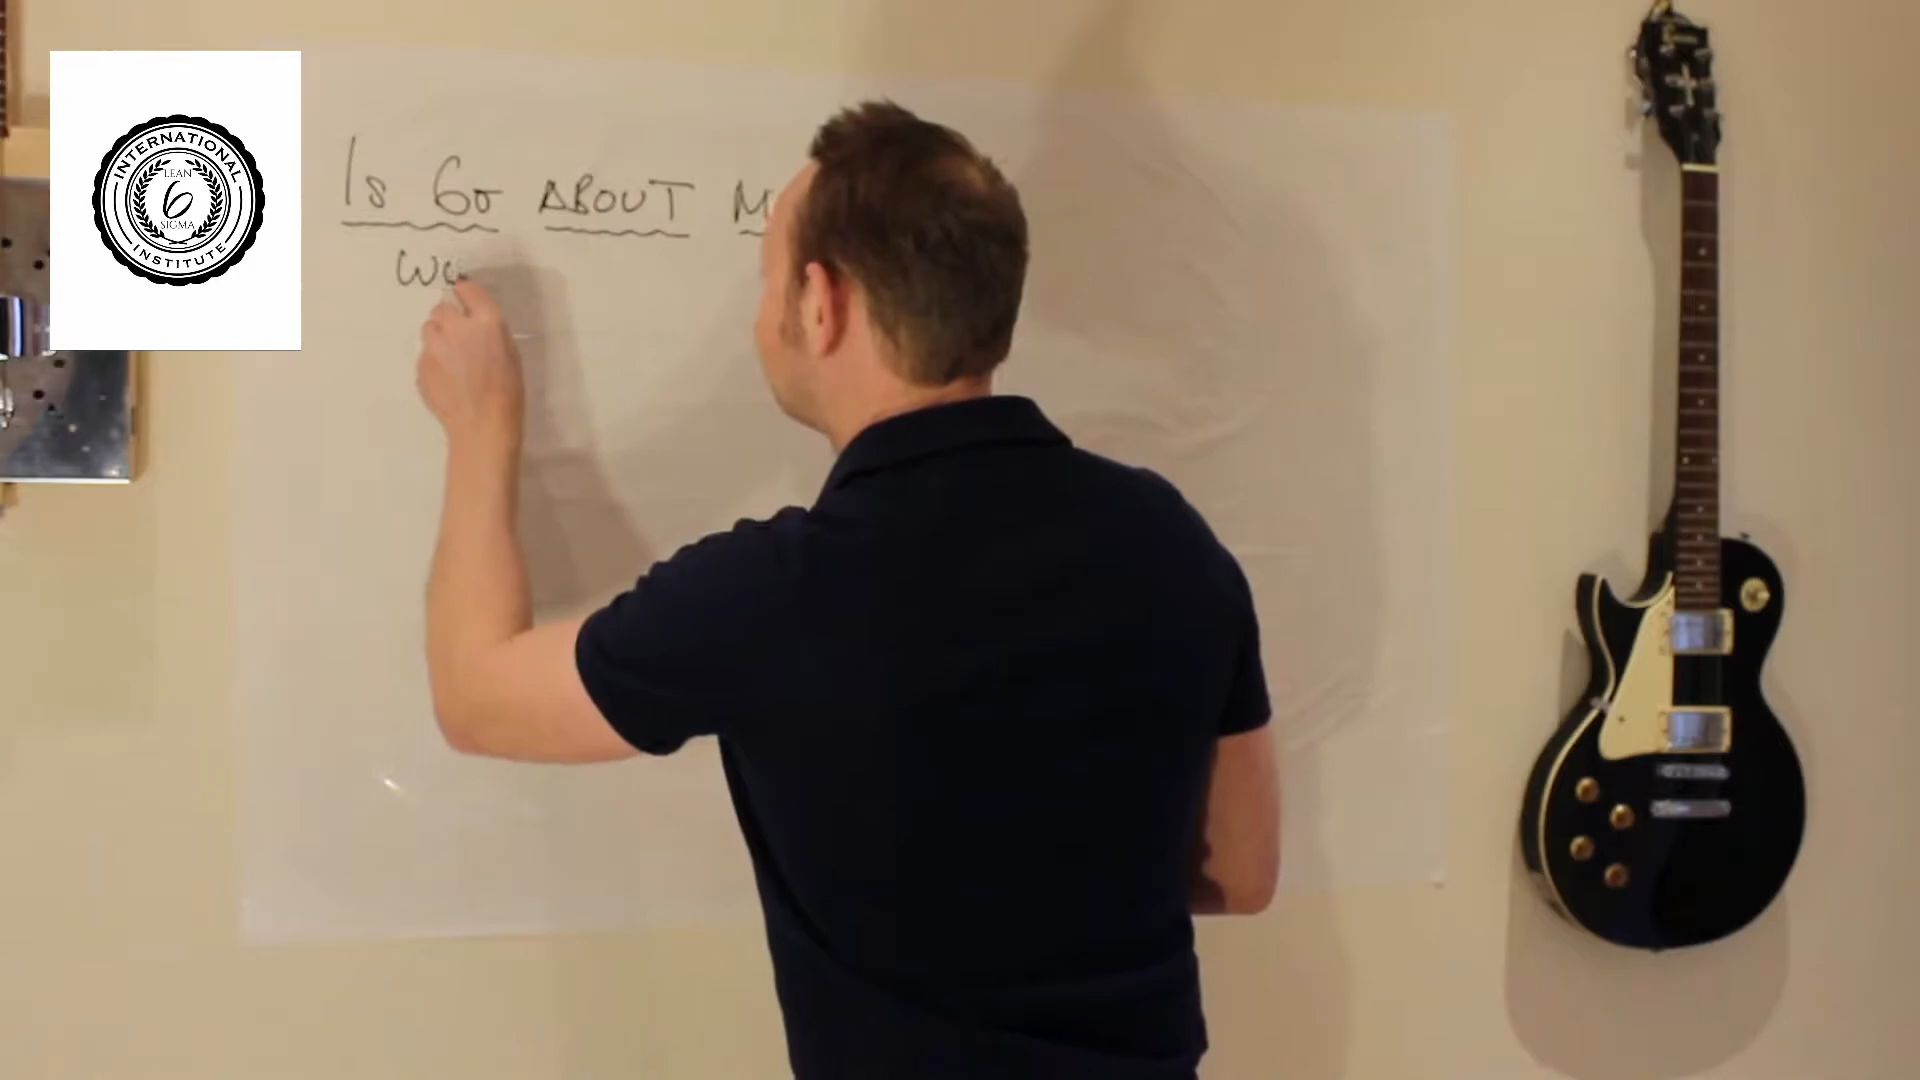 INTERNATIONAL
LEAN
6
SIGMA
INSTITUTE
Is 6σ ABOUT M